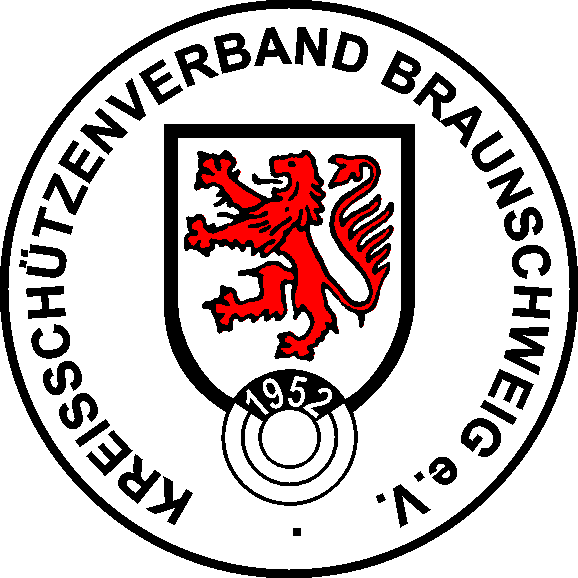 KREISSCHÜTZENVERBAND BRAUNSCHWEIG e.V.
1952